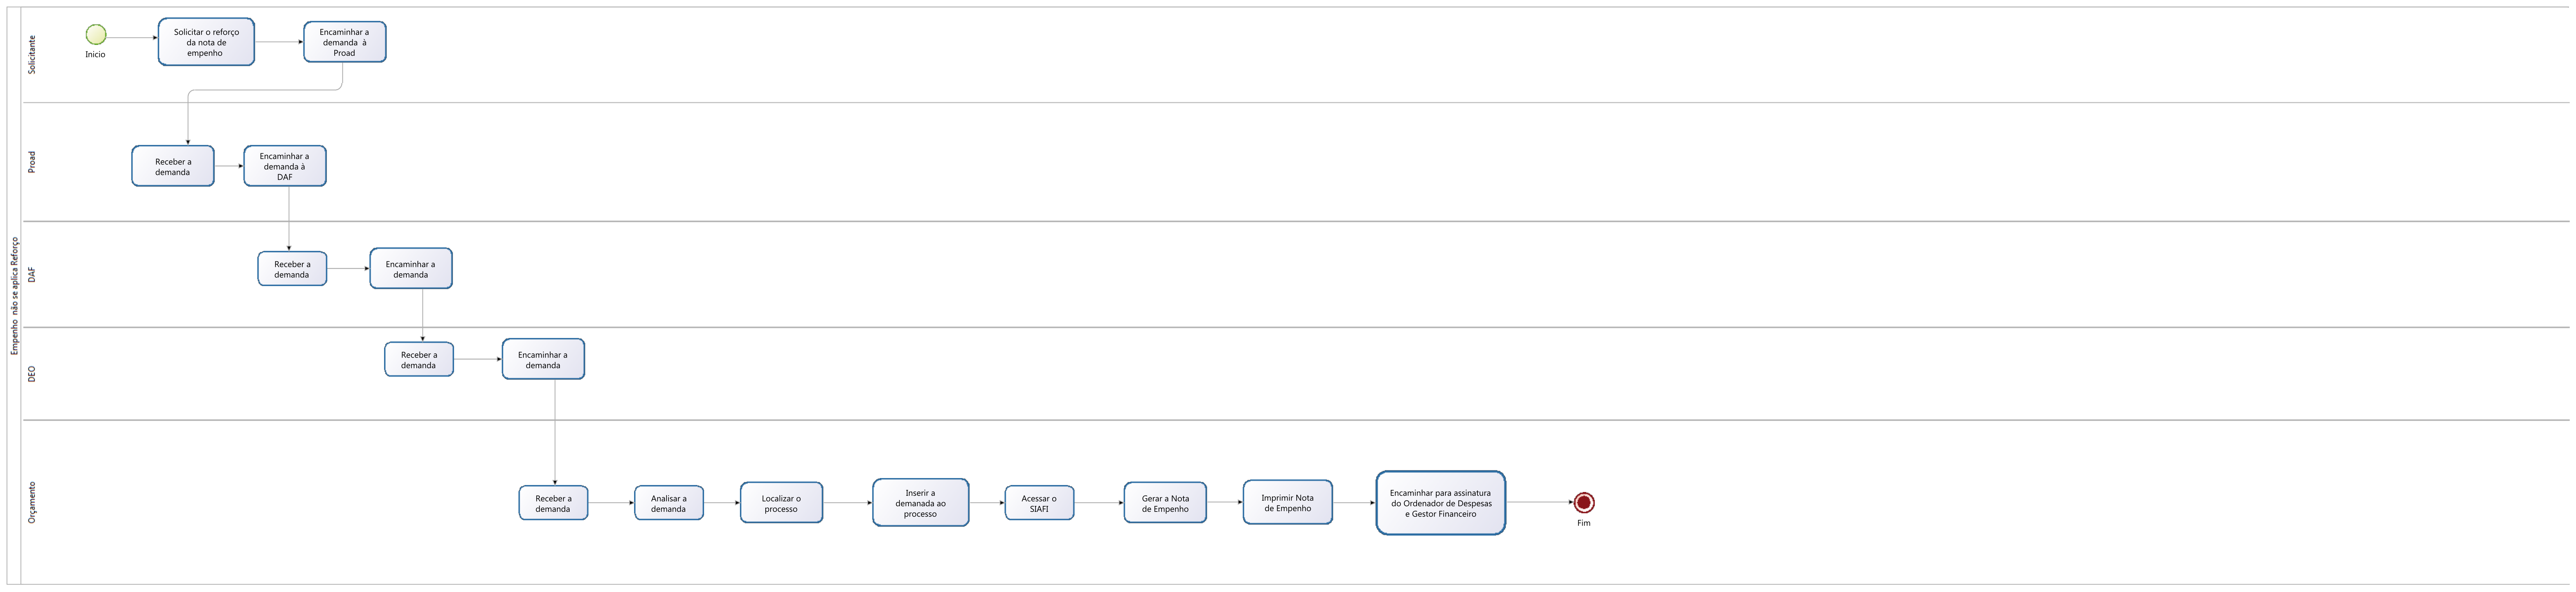 Empenho não se aplica Reforço
Solicitante
Inicio
Solicitar o reforço
da nota de
empenho
Encaminhar a
demanda à
Proad
Proad
Receber a
demanda
Encaminhar a
demanda à
DAF
DAF
Receber a
demanda
Encaminhar a
demanda
DEO
Receber a
demanda
Encaminhar a
demanda
Orçamento
Receber a
demanda
Analisar a
demanda
Localizar o
processo
Inserir a
demanada ao
processo
Acessar o
SIAFI
Gerar a Nota
de Empenho
Imprimir Nota
de Empenho
Encaminhar para assinatura
do Ordenador de Despesas
e Gestor Financeiro
Fim